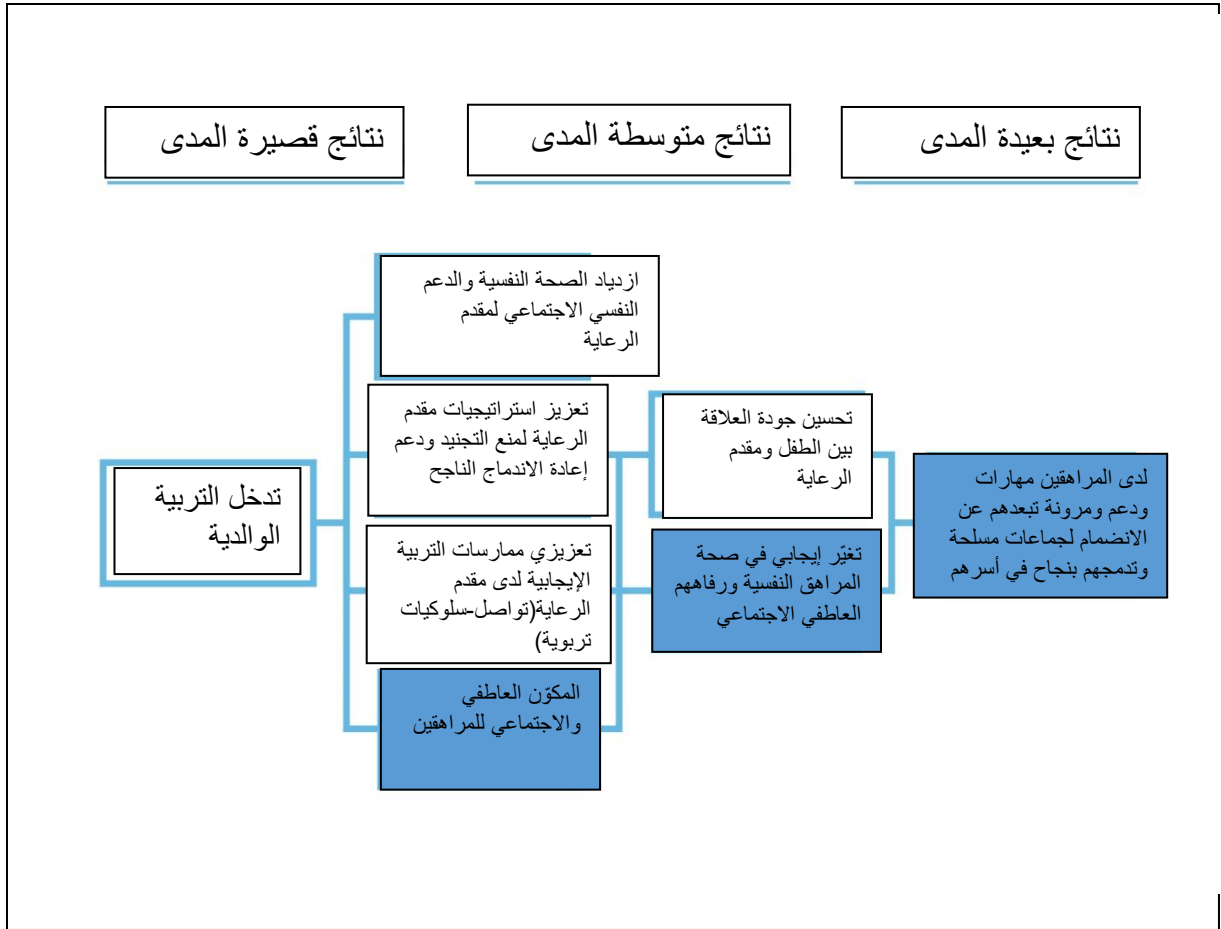 نتائج قصيرة المدى
نتائج متوسطة المدى
نتائج بعيدة المدى
تدخل التربية
الوالدية
ازدياد الصحة النفسية والدعم
النفسي الاجتماعي لمقدم
الرعاية
تعزيز استراتيجيات مقدم
الرعاية لمنع التجنيد ودعم
إعادة الاندماج الناجح
تعزيزي ممارسات التربية
الإيجابية لدى مقدم
الرعاية(تواصل-سلوكيات
تربوية)
المكوّن العاطفي
والاجتماعي للمراهقين
تحسين جودة العلاقة
بين الطفل ومقدم
الرعاية
تغيّر إيجابي في صحة
المراهق النفسية ورفاههم
العاطفي الاجتماعي
لدى المراهقين مهارات
ودعم ومرونة تبعدهم عن
الانضمام لجماعات مسلحة
وتدمجهم بنجاح في أسرهم